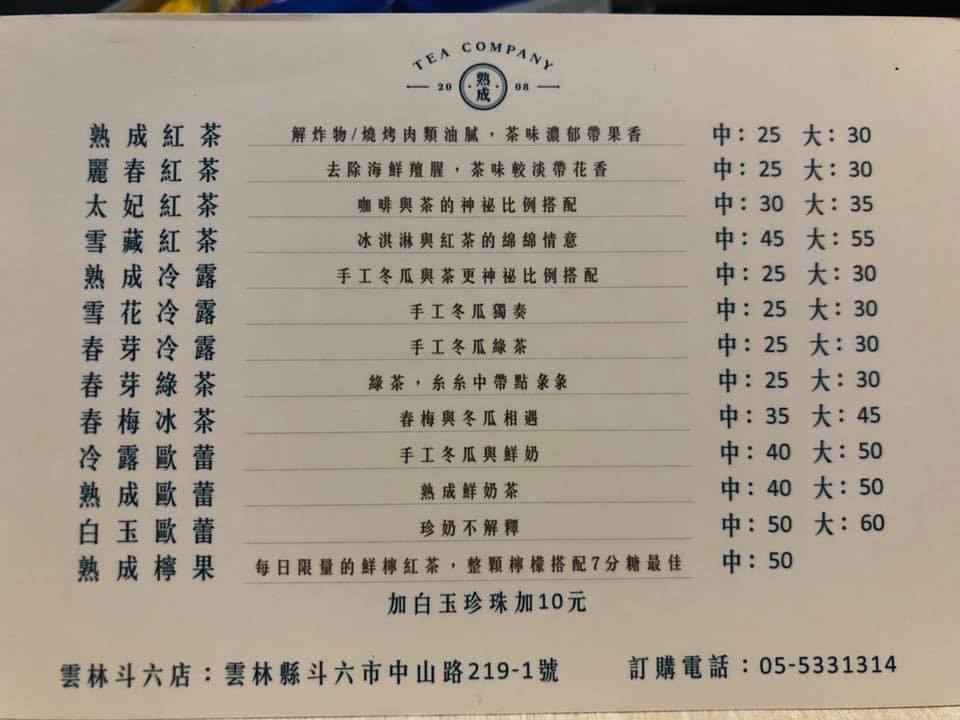 TEA COMPANY
20 熟成 08
熟成紅茶 解炸物/燒烤肉類油膩，茶味濃郁帶果香 中：25 大：30
麗春紅茶 去除海鮮羶腥，茶味較淡帶花香 中：25 大：30
太妃紅茶 咖啡與茶的神祕比例搭配 中：30 大：35
雪藏紅茶 冰淇淋與紅茶的綿綿情意 中：45 大：55
熟成冷露 手工冬瓜與茶更神祕比例搭配 中：25 大：30
雪花冷露 手工冬瓜獨奏 中：25 大：30
春芽冷露 手工冬瓜綠茶 中：25 大：30
春芽綠茶 綠茶，糸糸中帶點彔彔 中：25 大：30
春梅冰茶 春梅與冬瓜相遇 中：35 大：45
冷露歐蕾 手工冬瓜與鮮奶 中：40 大：50
熟成歐蕾 熟成鮮奶茶 中：40 大：50
白玉歐蕾 珍奶不解釋 中：50 大：60
熟成檸果 每日限量的鮮檸紅茶，整顆檸檬搭配7分糖最佳 中：50
加白玉珍珠加10元
雲林斗六店：雲林縣斗六市中山路219-1號 訂購電話：05-5331314